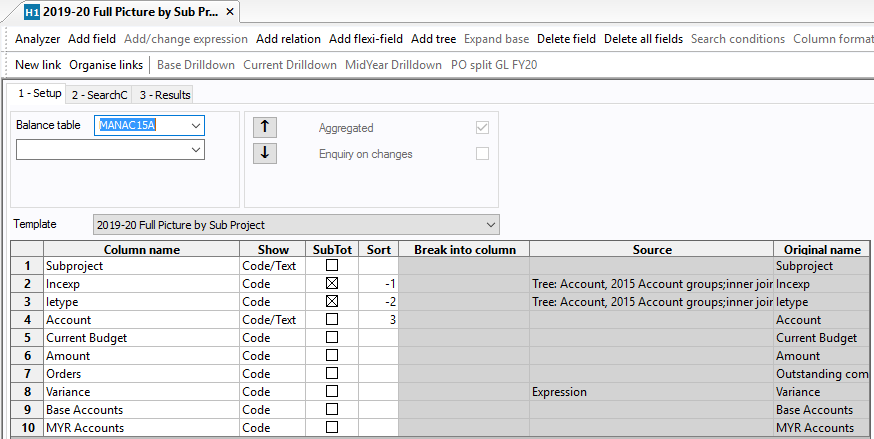 H1 2019-20 Full Picture by Sub Pr... ×
Analyzer Add field Add/change expression Add relation Add flexi-field Add tree Expand base Delete field Delete all fields Search conditions Column format
New link Organise links Base Drilldown Current Drilldown MidYear Drilldown PO split GL FY20
1 - Setup 2 - SearchC 3 - Results
Balance table MANAC15A Aggregated
Enquiry on changes
Template 2019-20 Full Picture by Sub Project
Column name Show SubTot Sort Break into column Source Original name
1 Subproject Code/Text Subproject
2 Incexp Code -1 Tree: Account, 2015 Account groups;inner join Incexp
3 Ietype Code -2 Tree: Account, 2015 Account groups;inner join Ietype
4 Account Code/Text 3 Account
5 Current Budget Code Current Budget
6 Amount Code Amount
7 Orders Code Outstanding com
8 Variance Code Expression Variance
9 Base Accounts Code Base Accounts
10 MYR Accounts Code MYR Accounts